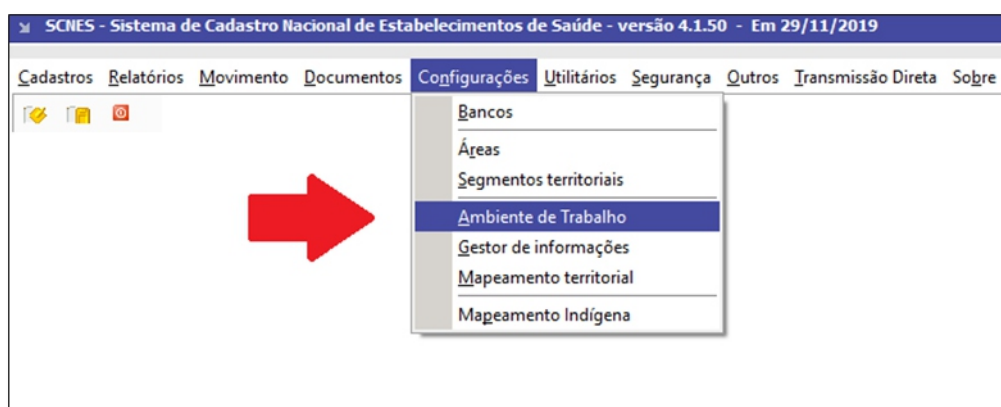 SCNES - Sistema de Cadastro Nacional de Estabelecimentos de Saúde - versão 4.1.50 - Em 29/11/2019
Cadastros Relatórios Movimento Documentos Configurações Utilitários Segurança Outros Transmissão Direta Sobre
Bancos
Áreas
Segmentos territoriais
Ambiente de Trabalho
Gestor de informações
Mapeamento territorial
Mapeamento Indígena